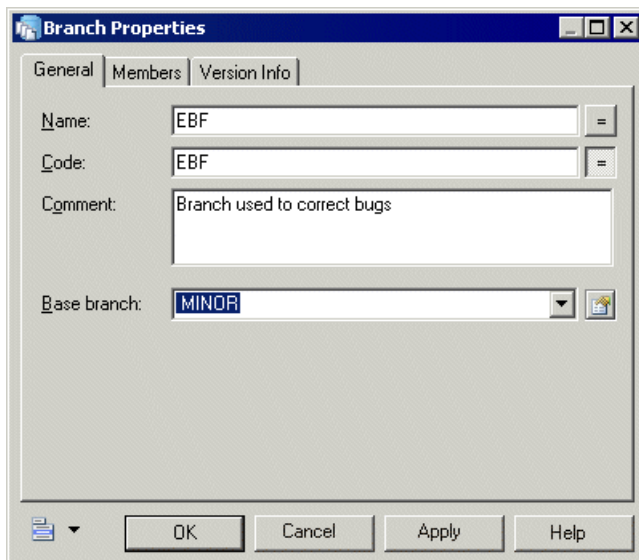 Branch Properties
General Members Version Info
Name: EBF =
Code: EBF =
Comment: Branch used to correct bugs
Base branch: MINOR
OK Cancel Apply Help